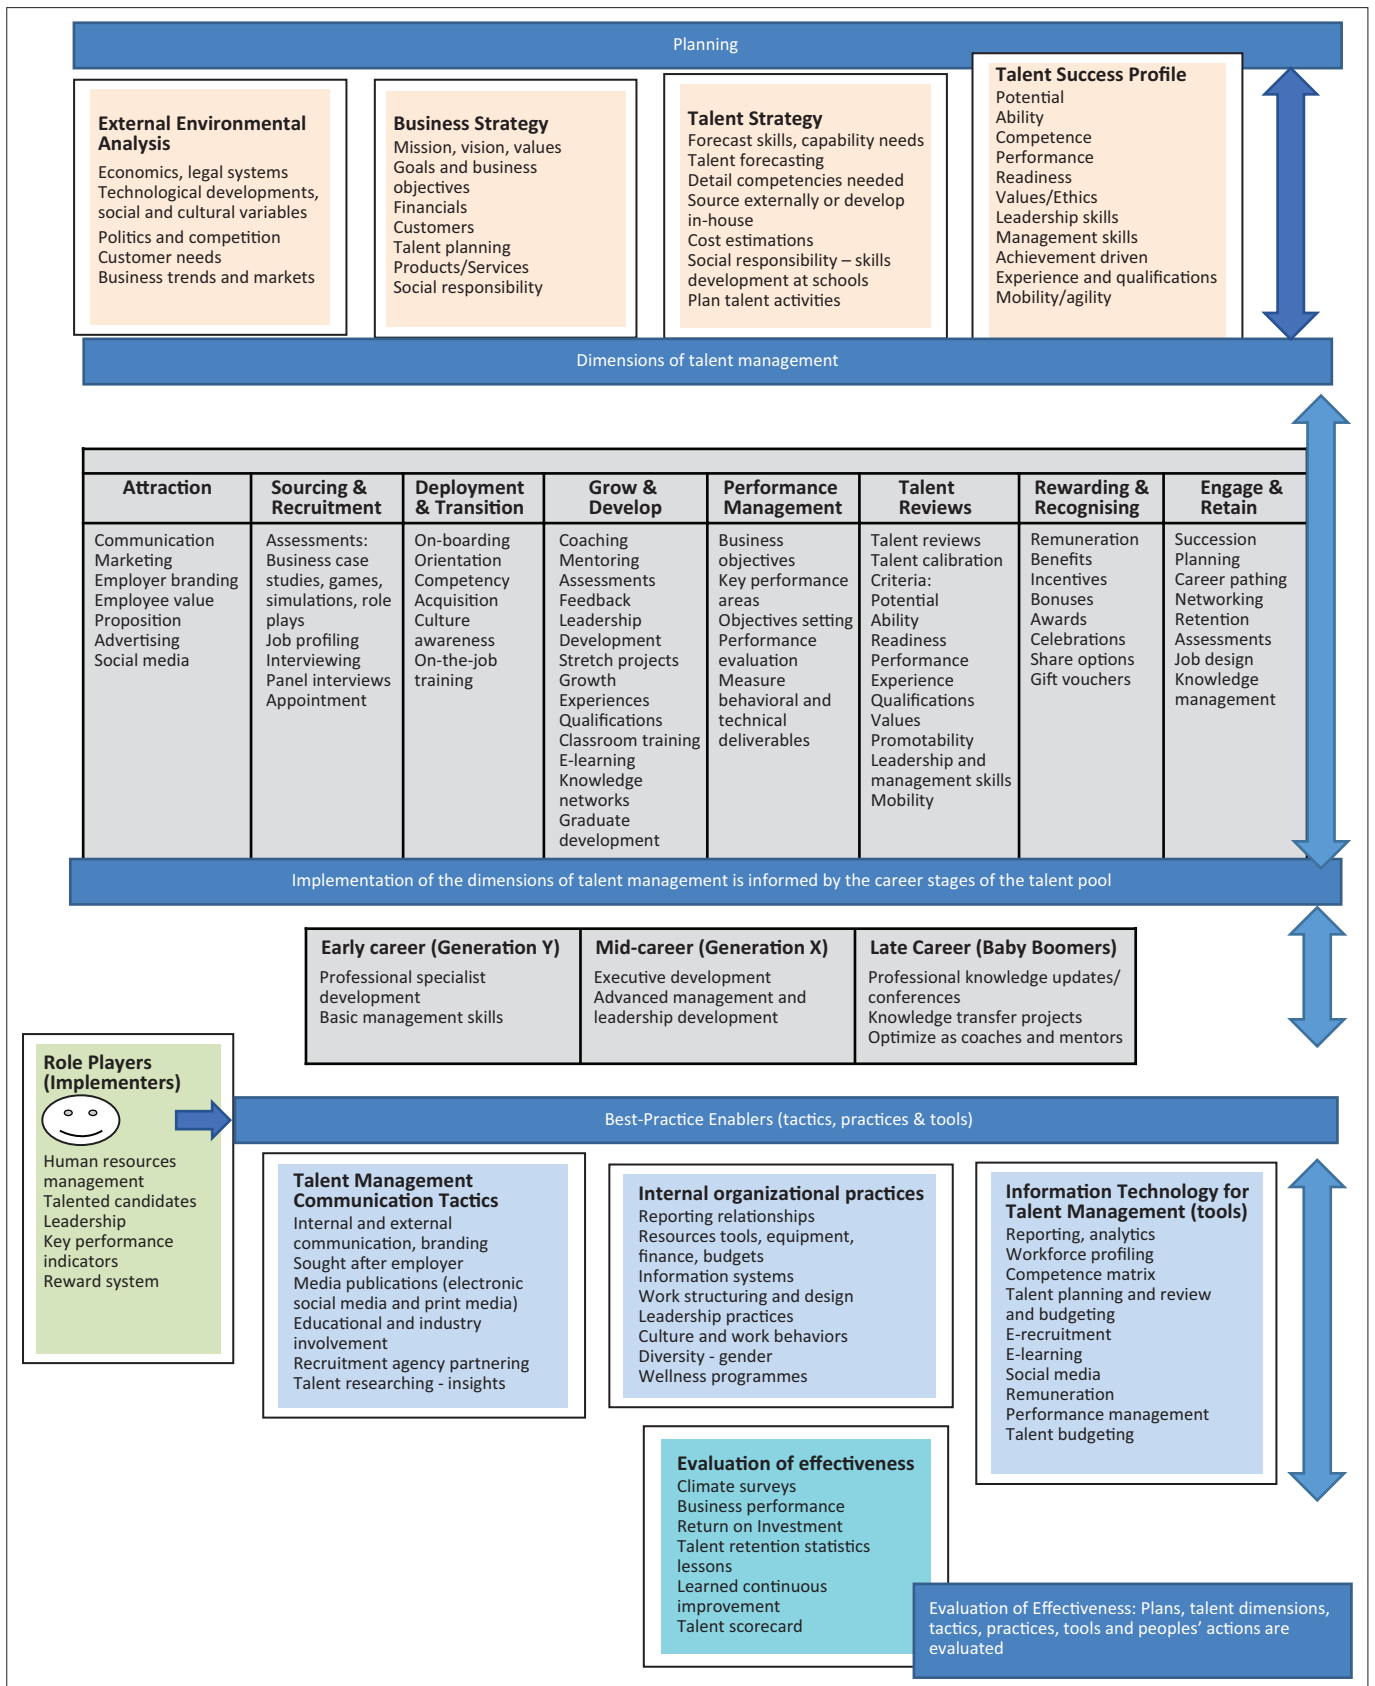 Planning
External Environmental
Analysis
Economics, legal systems
Technological developments,
social and cultural variables
Politics and competition
Customer needs
Business trends and markets
Business Strategy
Mission, vision, values
Goals and business
objectives
Financials
Customers
Talent planning
Products/Services
Social responsibility
Talent Strategy
Forecast skills, capability needs
Talent forecasting
Detail competencies needed
Source externally or develop
in-house
Cost estimations
Social responsibility – skills
development at schools
Plan talent activities
Talent Success Profile
Potential
Ability
Competence
Performance
Readiness
Values/Ethics
Leadership skills
Management skills
Achievement driven
Experience and qualifications
Mobility/agility
Dimensions of talent management
Attraction
Communication
Marketing
Employer branding
Employee value
Proposition
Advertising
Social media
Sourcing &
Recruitment
Assessments:
Business case
studies, games,
simulations, role
plays
Job profiling
Interviewing
Panel interviews
Appointment
Deployment
& Transition
On-boarding
Orientation
Competency
Acquisition
Culture
awareness
On-the-job
training
Grow &
Develop
Coaching
Mentoring
Assessments
Feedback
Leadership
Development
Stretch projects
Growth
Experiences
Qualifications
Classroom training
E-learning
Knowledge
networks
Graduate
development
Performance
Management
Business
objectives
Key performance
areas
Objectives setting
Performance
evaluation
Measure
behavioral and
technical
deliverables
Talent
Reviews
Talent reviews
Talent calibration
Criteria:
Potential
Ability
Readiness
Performance
Experience
Qualifications
Values
Promotability
Leadership and
management skills
Mobility
Rewarding &
Recognising
Remuneration
Benefits
Incentives
Bonuses
Awards
Celebrations
Share options
Gift vouchers
Engage &
Retain
Succession
Planning
Career pathing
Networking
Retention
Assessments
Job design
Knowledge
management
Implementation of the dimensions of talent management is informed by the career stages of the talent pool
Early career (Generation Y)
Professional specialist
development
Basic management skills
Mid-career (Generation X)
Executive development
Advanced management and
leadership development
Late Career (Baby Boomers)
Professional knowledge updates/
conferences
Knowledge transfer projects
Optimize as coaches and mentors
Role Players
(Implementers)
Human resources
management
Talented candidates
Leadership
Key performance
indicators
Reward system
Best-Practice Enablers (tactics, practices & tools)
Talent Management
Communication Tactics
Internal and external
communication, branding
Sought after employer
Media publications (electronic
social media and print media)
Educational and industry
involvement
Recruitment agency partnering
Talent researching - insights
Internal organizational practices
Reporting relationships
Resources tools, equipment,
finance, budgets
Information systems
Work structuring and design
Leadership practices
Culture and work behaviors
Diversity - gender
Wellness programmes
Information Technology for
Talent Management (tools)
Reporting, analytics
Workforce profiling
Competence matrix
Talent planning and review
and budgeting
E-recruitment
E-learning
Social media
Remuneration
Performance management
Talent budgeting
Evaluation of effectiveness
Climate surveys
Business performance
Return on Investment
Talent retention statistics
lessons
Learned continuous
improvement
Talent scorecard
Evaluation of Effectiveness: Plans, talent dimensions,
tactics, practices, tools and peoples’ actions are
evaluated